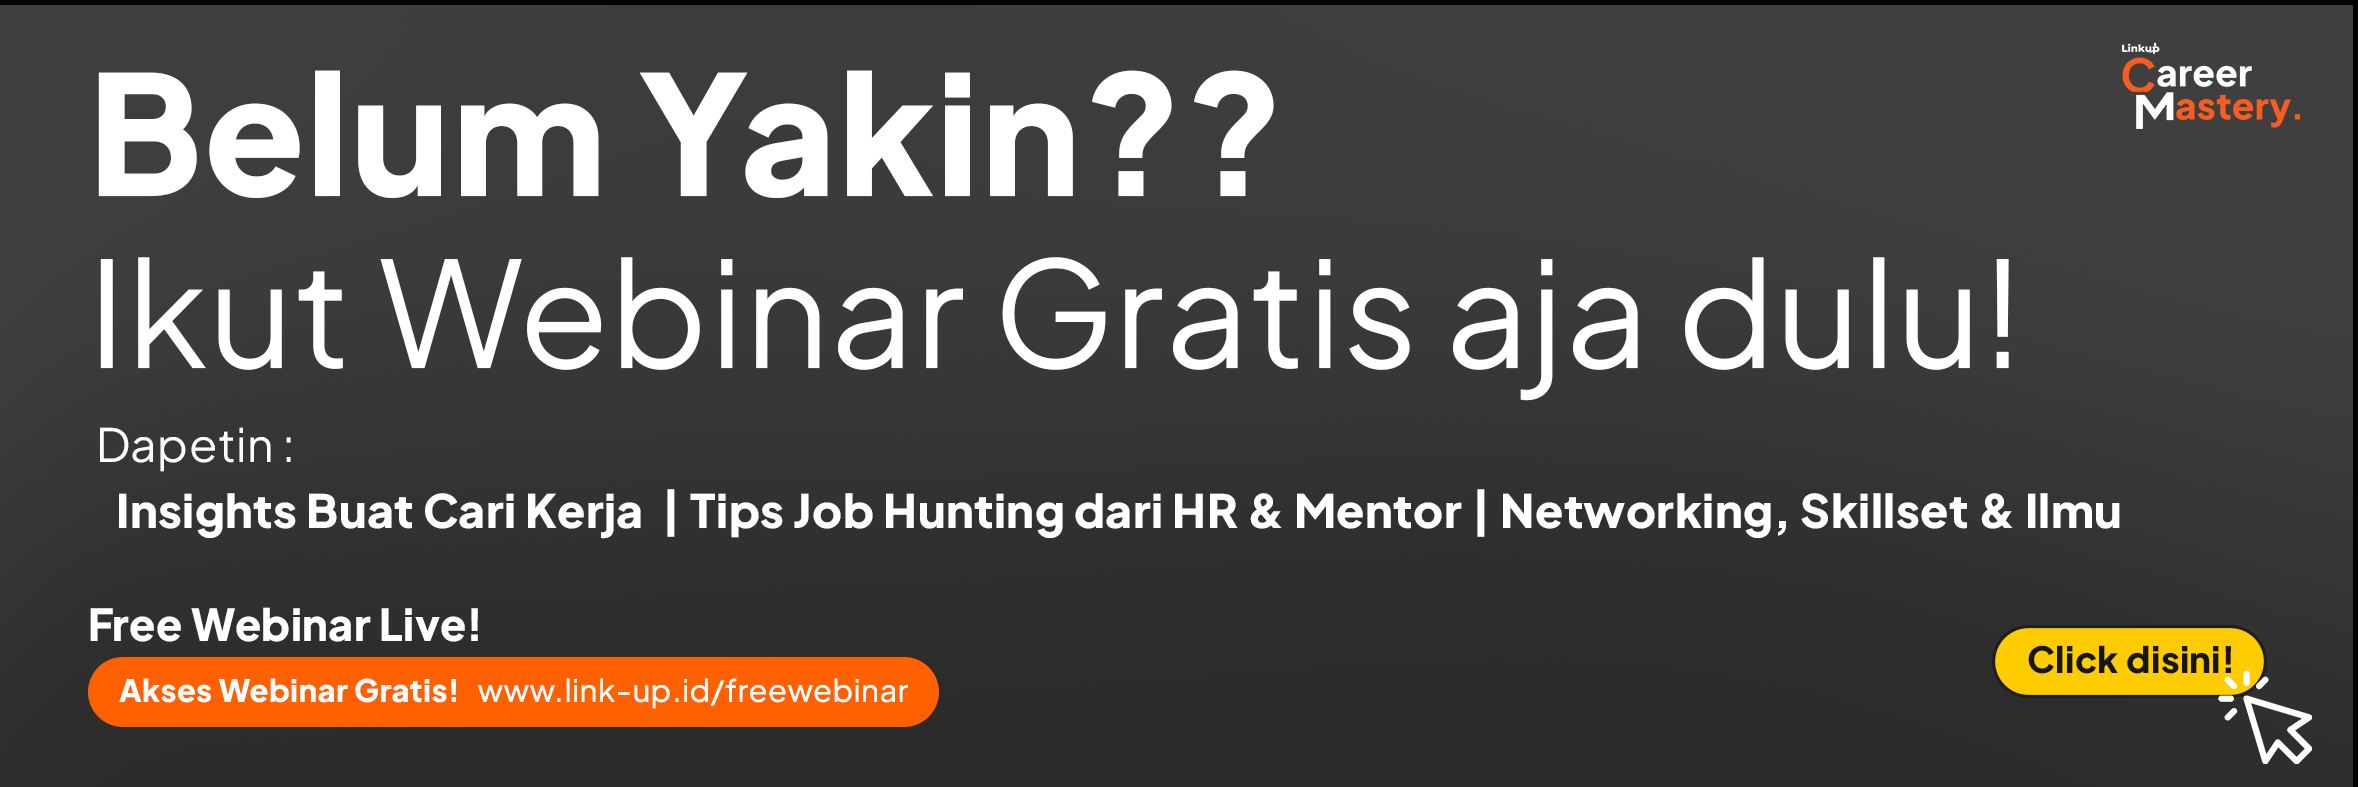 Linkup
Career
Mastery.
Belum Yakin??
Ikut Webinar Gratis aja dulu!
Dapetin :
Insights Buat Cari Kerja | Tips Job Hunting dari HR & Mentor | Networking, Skillset & Ilmu
Free Webinar Live!
Akses Webinar Gratis! www.link-up.id/freewebinar
Click disini!